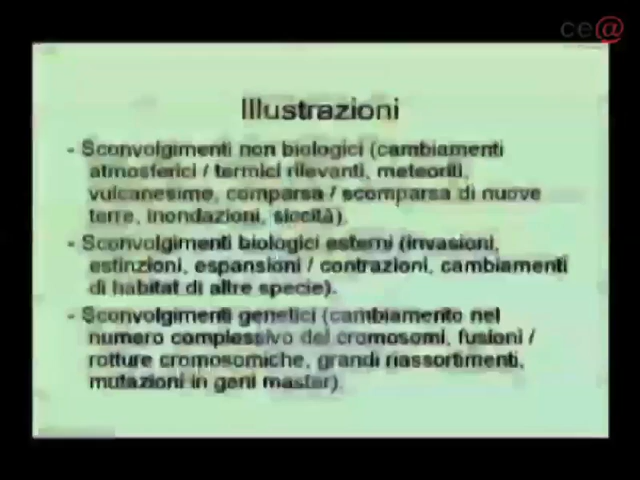 ce@
Illustrazioni
- Sconvolgimenti non biologici (cambiamenti
atmosferici / termici rilevanti, meteoriti,
vulcanesimo, comparsa / scomparsa di nuove
terre, inondazioni, siccità).
- Sconvolgimenti biologici esterni (invasioni,
estinzioni, espansioni / contrazioni, cambiamenti
di habitat di altre specie).
- Sconvolgimenti genetici (cambiamento nel
numero complessivo dei cromosomi, fusioni /
rotture cromosomiche, grandi riassortimenti,
mutazioni in geni master).